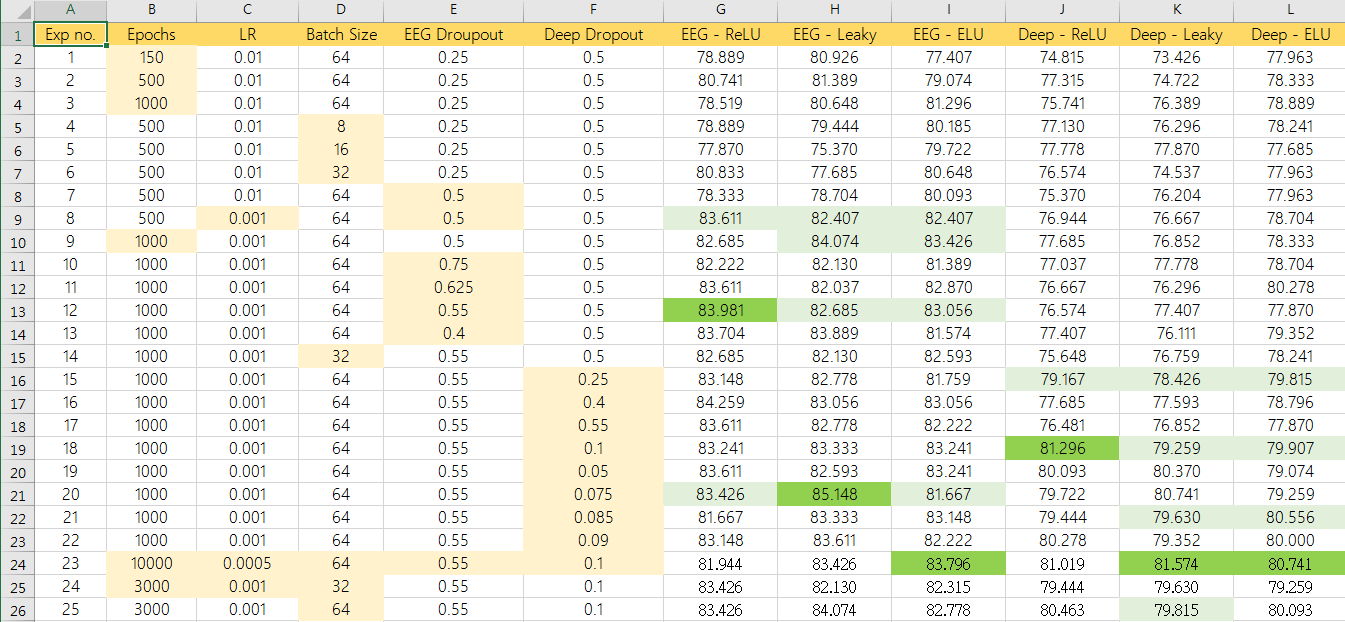 A B C D E F G H I J K L
1 Exp no. Epochs LR Batch Size EEG Droupout Deep Dropout EEG - ReLU EEG - Leaky EEG - ELU Deep - ReLU Deep - Leaky Deep - ELU
2 1 150 0.01 64 0.25 0.5 78.889 80.926 77.407 74.815 73.426 77.963
3 2 500 0.01 64 0.25 0.5 80.741 81.389 79.074 77.315 74.722 78.333
4 3 1000 0.01 64 0.25 0.5 78.519 80.648 81.296 75.741 76.389 78.889
5 4 500 0.01 8 0.25 0.5 78.889 79.444 80.185 77.130 76.296 78.241
6 5 500 0.01 16 0.25 0.5 77.870 75.370 79.722 77.778 77.870 77.685
7 6 500 0.01 32 0.25 0.5 80.833 77.685 80.648 76.574 74.537 77.963
8 7 500 0.01 64 0.5 0.5 78.333 78.704 80.093 75.370 76.204 77.963
9 8 500 0.001 64 0.5 0.5 83.611 82.407 82.407 76.944 76.667 78.704
10 9 1000 0.001 64 0.5 0.5 82.685 84.074 83.426 77.685 76.852 78.333
11 10 1000 0.001 64 0.75 0.5 82.222 82.130 81.389 77.037 77.778 78.704
12 11 1000 0.001 64 0.625 0.5 83.611 82.037 82.870 76.667 76.296 80.278
13 12 1000 0.001 64 0.55 0.5 83.981 82.685 83.056 76.574 77.407 77.870
14 13 1000 0.001 64 0.4 0.5 83.704 83.889 81.574 77.407 76.111 79.352
15 14 1000 0.001 32 0.55 0.5 82.685 82.130 82.593 75.648 76.759 78.241
16 15 1000 0.001 64 0.55 0.25 83.148 82.778 81.759 79.167 78.426 79.815
17 16 1000 0.001 64 0.55 0.4 84.259 83.056 83.056 77.685 77.593 78.796
18 17 1000 0.001 64 0.55 0.55 83.611 82.778 82.222 76.481 76.852 77.870
19 18 1000 0.001 64 0.55 0.1 83.241 83.333 83.241 81.296 79.259 79.907
20 19 1000 0.001 64 0.55 0.05 83.611 82.593 83.241 80.093 80.370 79.074
21 20 1000 0.001 64 0.55 0.075 83.426 85.148 81.667 79.722 80.741 79.259
22 21 1000 0.001 64 0.55 0.085 81.667 83.333 83.148 79.444 79.630 80.556
23 22 1000 0.001 64 0.55 0.09 83.148 83.611 82.222 80.278 79.352 80.000
24 23 10000 0.0005 64 0.55 0.1 81.944 83.426 83.796 81.019 81.574 80.741
25 24 3000 0.001 32 0.55 0.1 83.426 82.130 82.315 79.444 79.630 79.259
26 25 3000 0.001 64 0.55 0.1 83.426 84.074 82.778 80.463 79.815 80.093